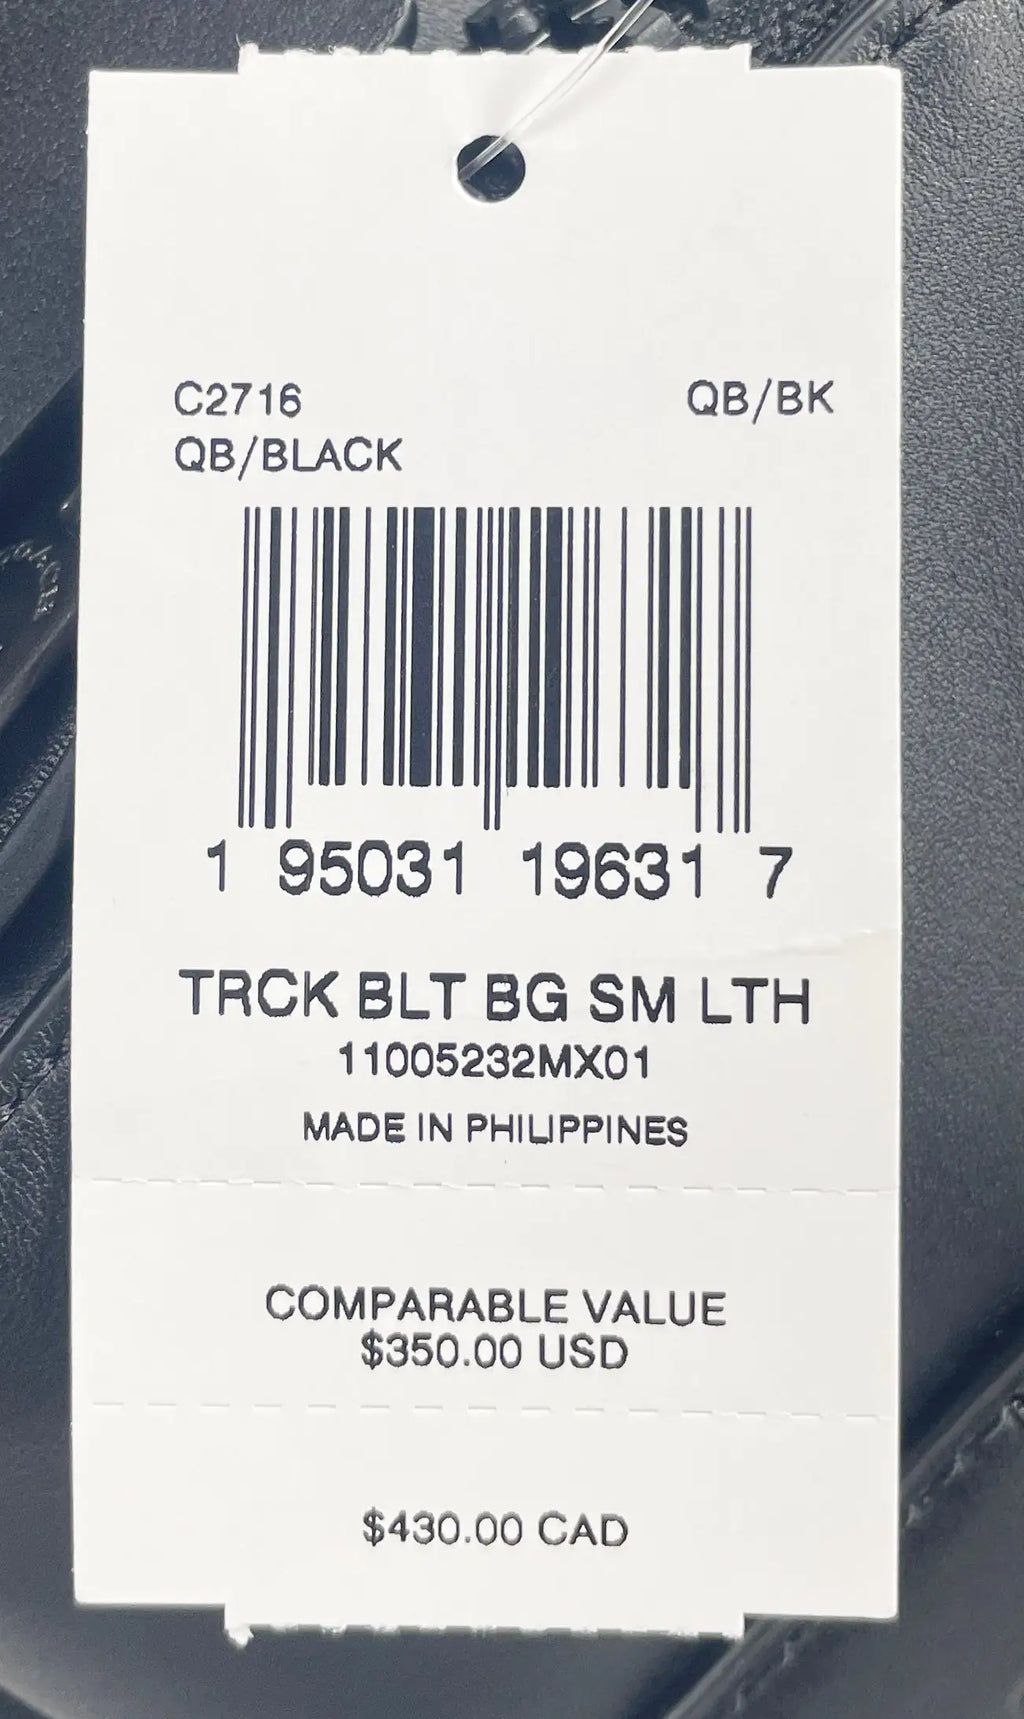 C2716 QB/BK
QB/BLACK
1 95031 19631 7
TRCK BLT BG SM LTH
11005232MX01
MADE IN PHILIPPINES
COMPARABLE VALUE
$350.00 USD
$430.00 CAD